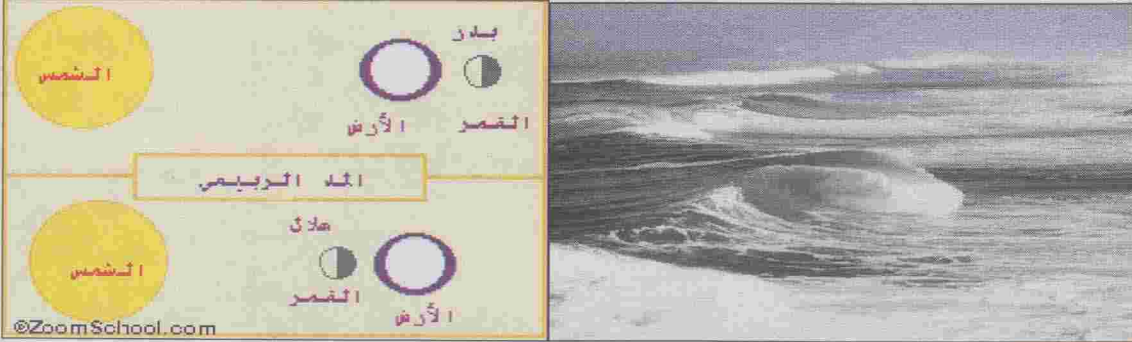 الشمس
بدر
الأرض
القمر
المد الربيعي
الشمس
هلال
القمر
الأرض
©ZoomSchool.com